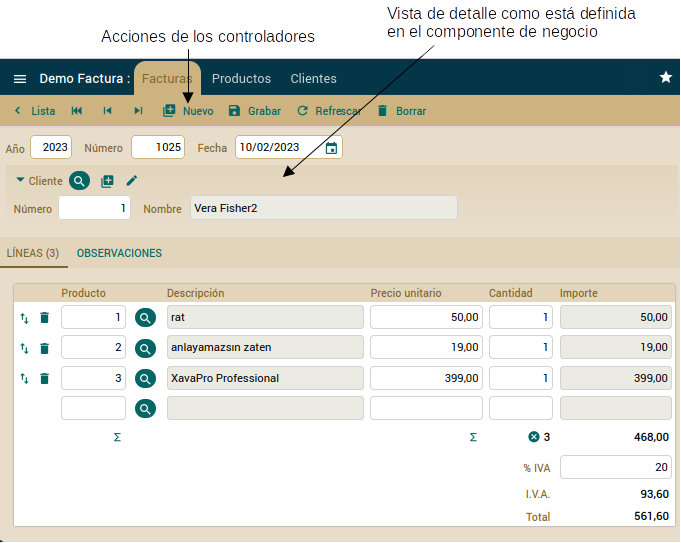 Acciones de los controladores
Vista de detalle como está definida
en el componente de negocio
Demo Factura : Facturas Productos Clientes
Lista Nuevo Grabar Refrescar Borrar
Año 2023 Número 1025 Fecha 10/02/2023
Cliente
Número 1 Nombre Vera Fisher2
LÍNEAS (3) OBSERVACIONES
Producto Descripción Precio unitario Cantidad Importe
1 rat 50,00 1 50,00
2 anlayamazsın zaten 19,00 1 19,00
3 XavaPro Professional 399,00 1 399,00
Σ Σ 3 468,00
% IVA 20
I.V.A. 93,60
Total 561,60